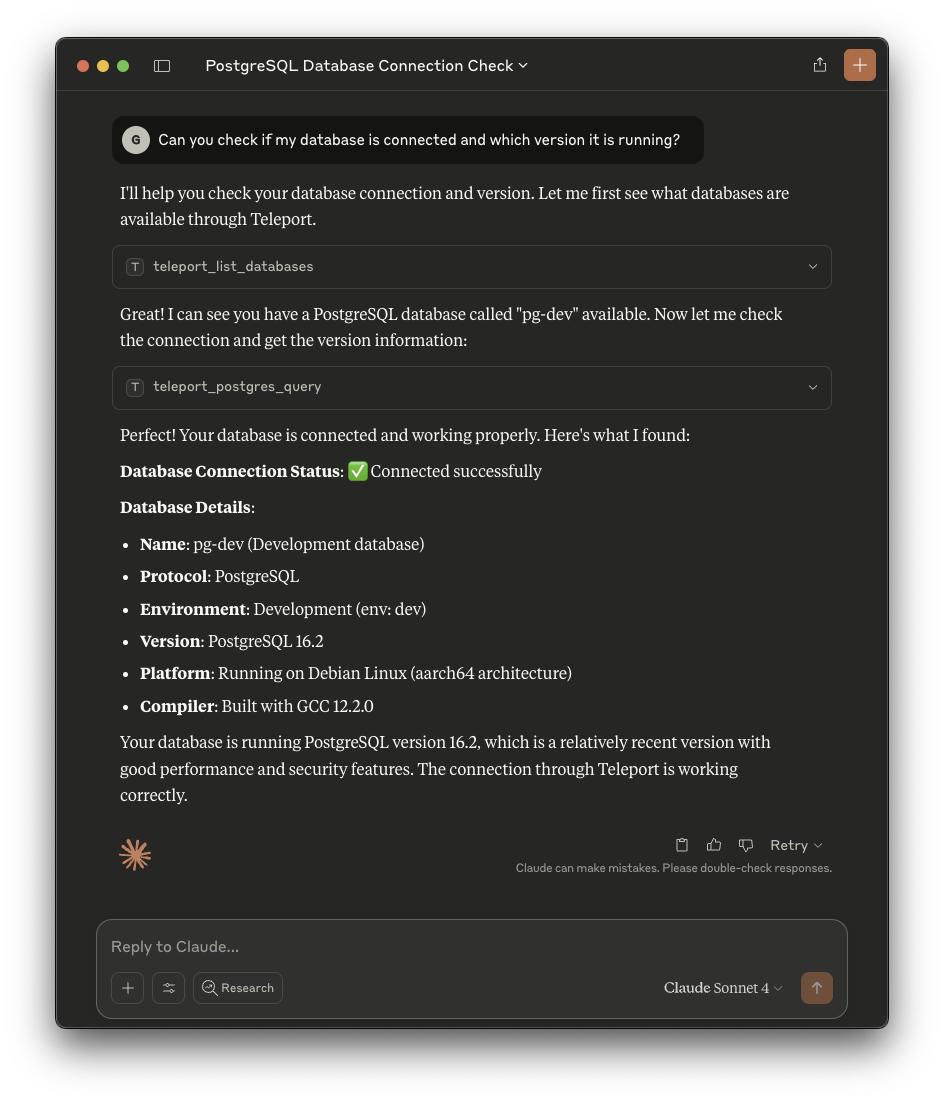 PostgreSQL Database Connection Check
G
Can you check if my database is connected and which version it is running?
I'll help you check your database connection and version. Let me first see what databases are
available through Teleport.
T teleport_list_databases
Great! I can see you have a PostgreSQL database called "pg-dev" available. Now let me check
the connection and get the version information:
T teleport_postgres_query
Perfect! Your database is connected and working properly. Here's what I found:
Database Connection Status: ✅ Connected successfully
Database Details:
• Name: pg-dev (Development database)
• Protocol: PostgreSQL
• Environment: Development (env: dev)
• Version: PostgreSQL 16.2
• Platform: Running on Debian Linux (aarch64 architecture)
• Compiler: Built with GCC 12.2.0
Your database is running PostgreSQL version 16.2, which is a relatively recent version with
good performance and security features. The connection through Teleport is working
correctly.
Retry
Claude can make mistakes. Please double-check responses.
Reply to Claude...
Research
Claude Sonnet 4